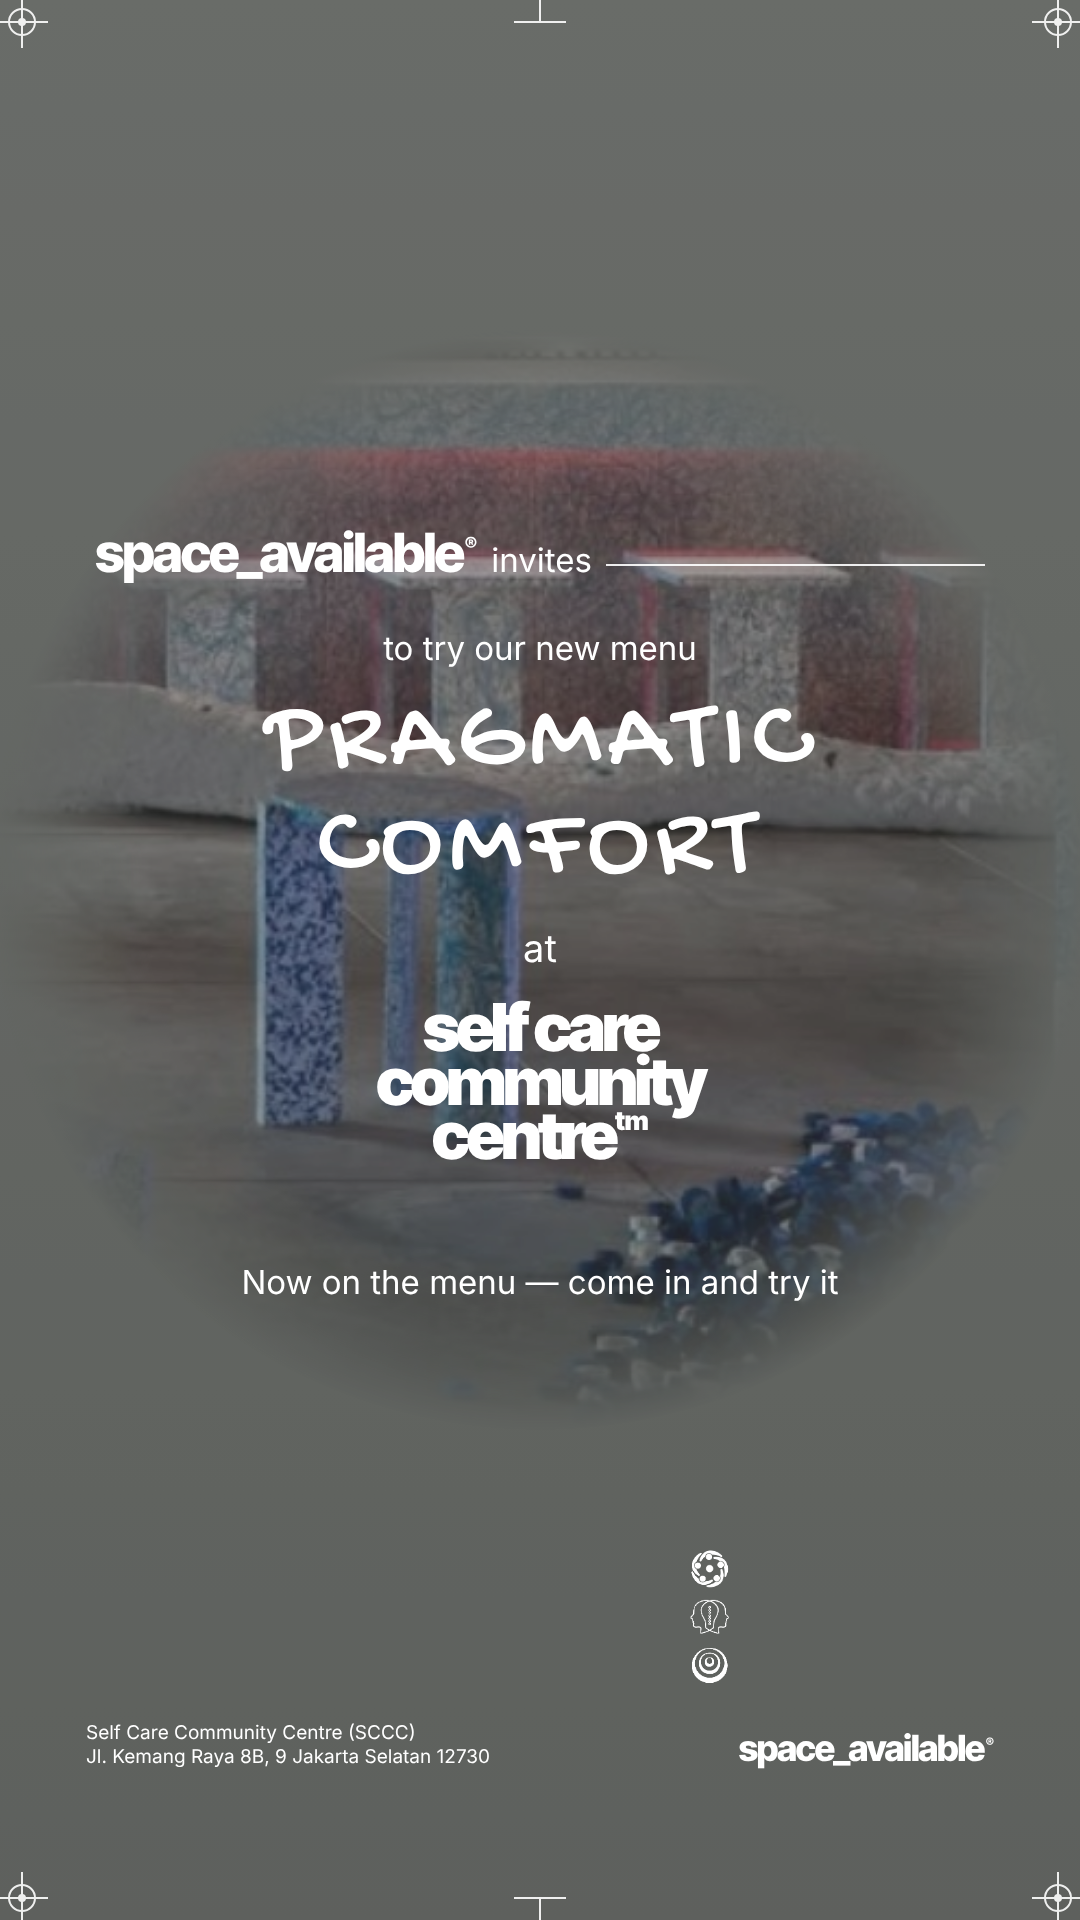 space_available® invites
to try our new menu
PRAGMATIC
COMFORT
at
self care
community
centre™
Now on the menu — come in and try it
Self Care Community Centre (SCCC)
Jl. Kemang Raya 8B, 9 Jakarta Selatan 12730
space_available®